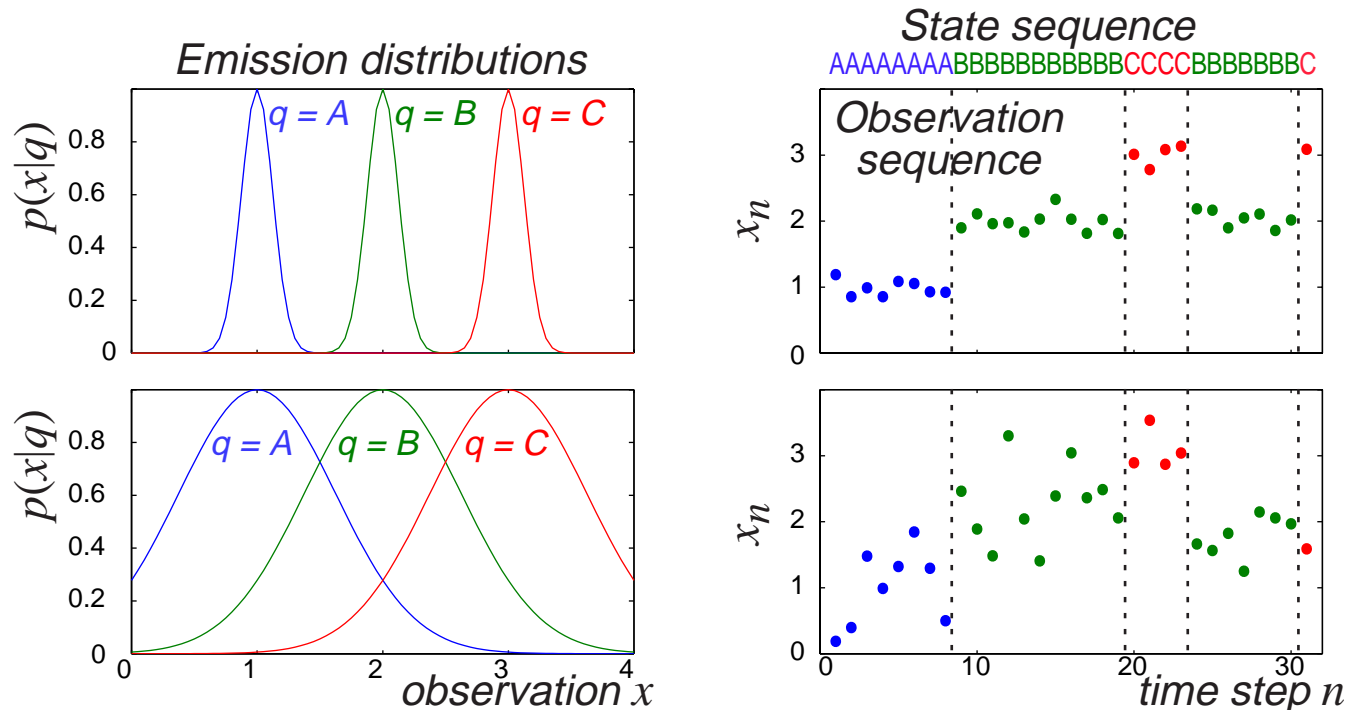 Emission distributions
p(x|q)
0.8
0.6
0.4
0.2
0
q = A
q = B
q = C
p(x|q)
0.8
0.6
0.4
0.2
0
q = A
q = B
q = C
0 1 2 3 4
observation x
State sequence
AAAAAAAABBBBBBBBBBBCCCCBBBBBBBC
Observation
sequence
xn
3
2
1
0
xn
3
2
1
0
0 10 20 30
time step n